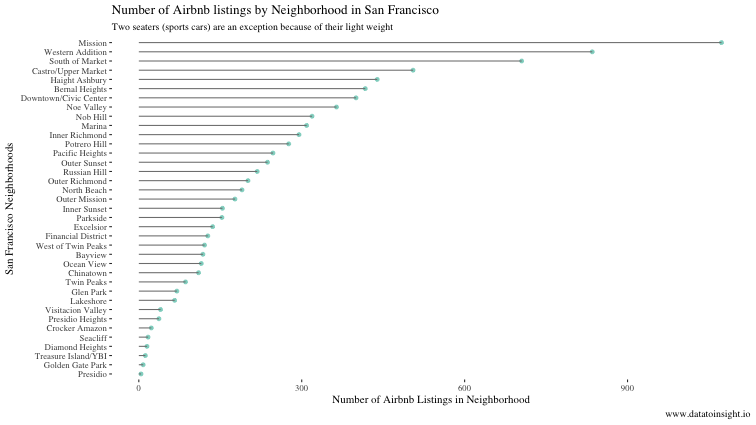 Number of Airbnb listings by Neighborhood in San Francisco
Two seaters (sports cars) are an exception because of their light weight
San Francisco Neighborhoods
Mission
Western Addition
South of Market
Castro/Upper Market
Haight Ashbury
Bernal Heights
Downtown/Civic Center
Noe Valley
Nob Hill
Marina
Inner Richmond
Potrero Hill
Pacific Heights
Outer Sunset
Russian Hill
Outer Richmond
North Beach
Outer Mission
Inner Sunset
Parkside
Excelsior
Financial District
West of Twin Peaks
Bayview
Ocean View
Chinatown
Twin Peaks
Glen Park
Lakeshore
Visitacion Valley
Presidio Heights
Crocker Amazon
Seacliff
Diamond Heights
Treasure Island/YBI
Golden Gate Park
Presidio
0 300 600 900
Number of Airbnb Listings in Neighborhood
www.datatoinsight.io